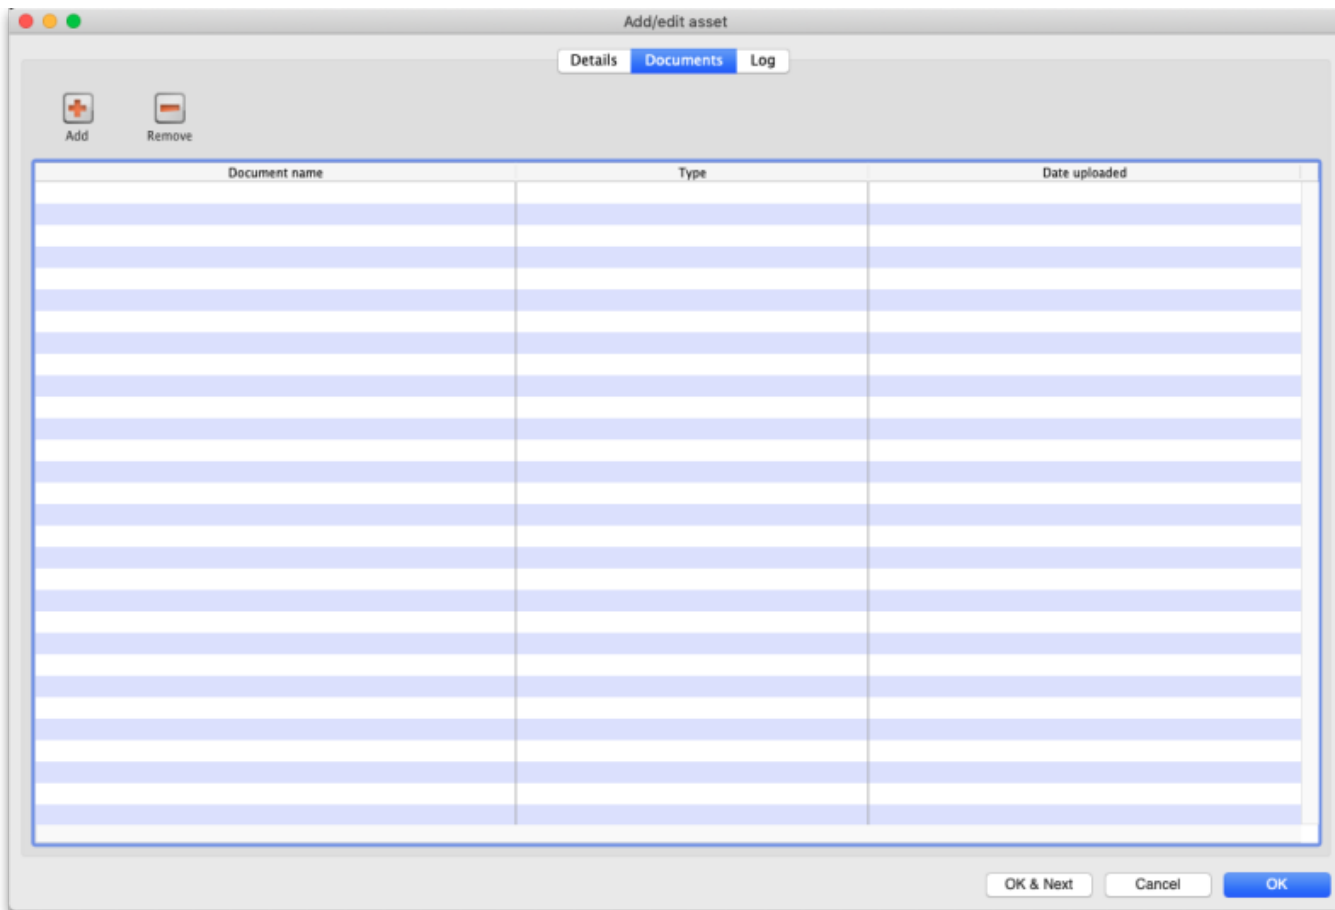 Add/edit asset
Details Documents Log
Add Remove
Document name Type Date uploaded
OK & Next Cancel OK